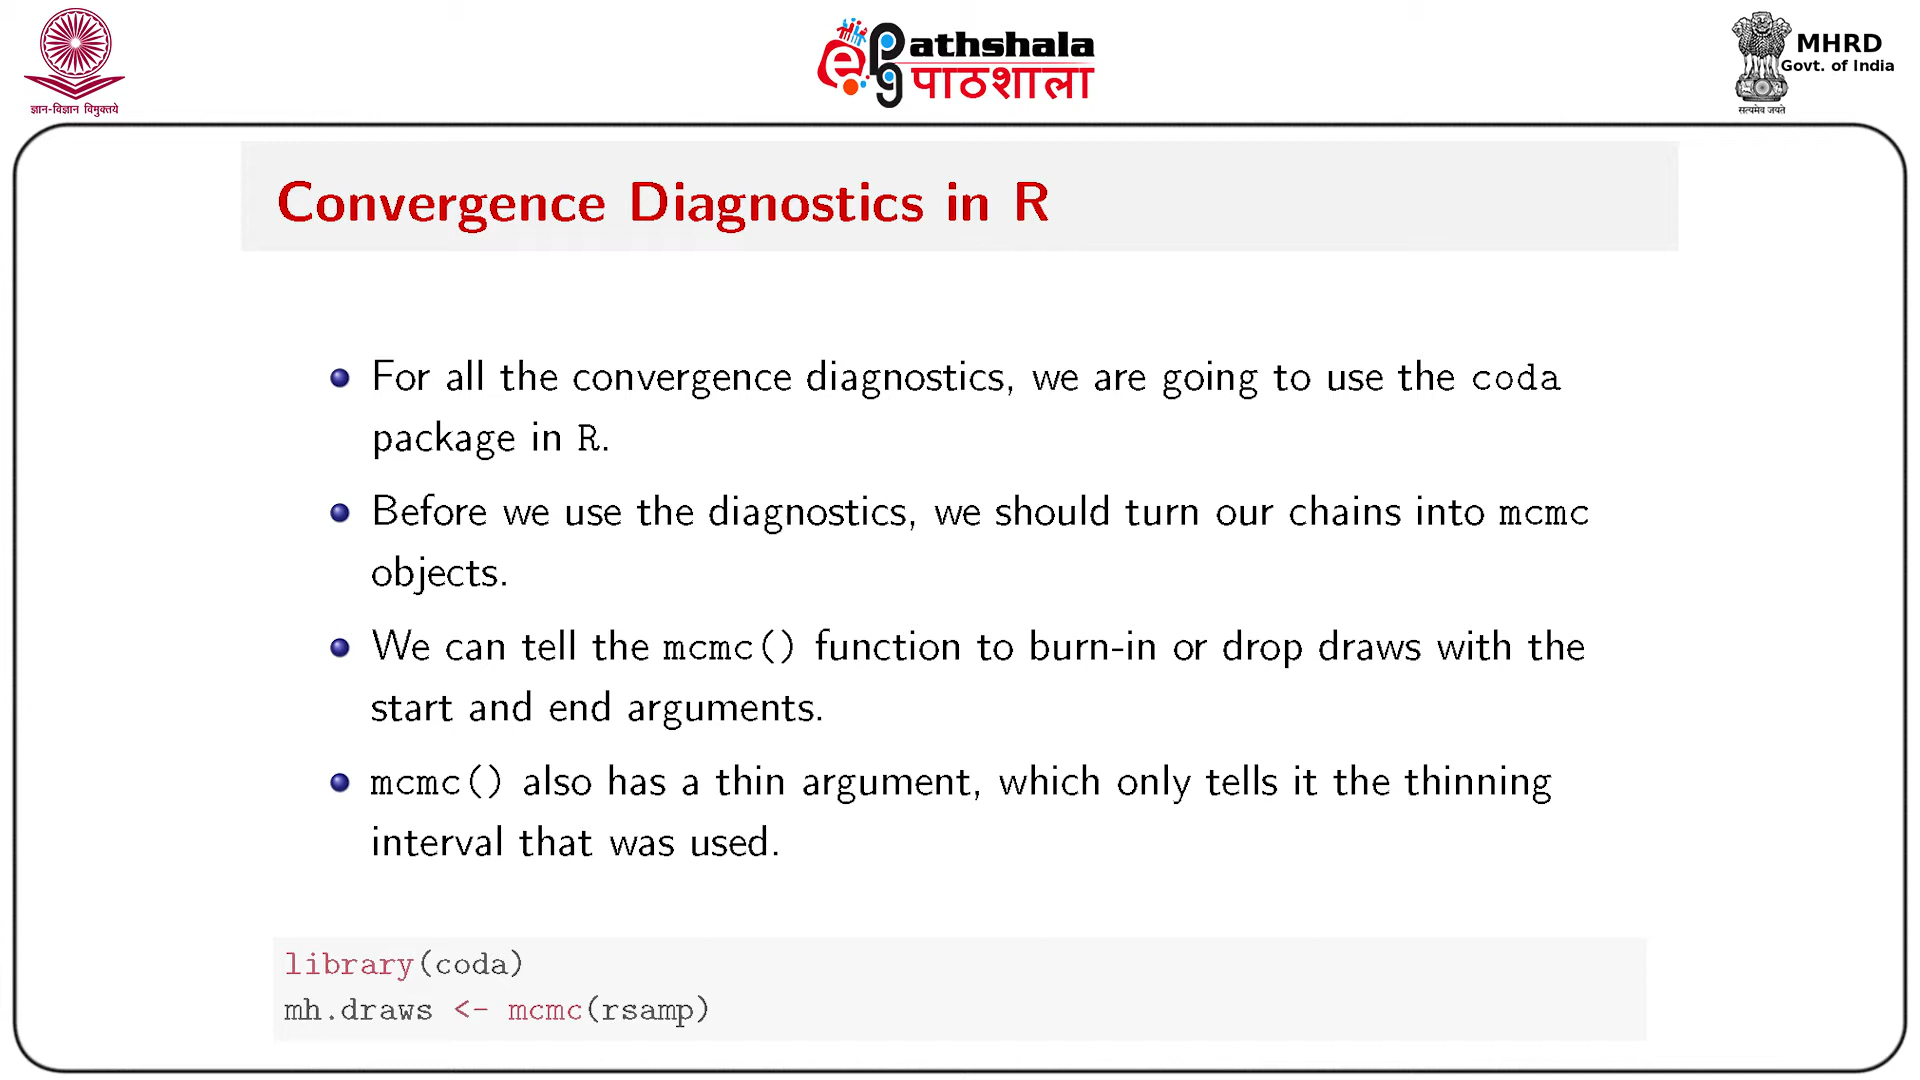 ज्ञान-विज्ञान विमुक्तये
e pg Pathshala
पाठशाला
MHRD
Govt. of India
सत्यमेव जयते
Convergence Diagnostics in R
For all the convergence diagnostics, we are going to use the coda
package in R.
Before we use the diagnostics, we should turn our chains into mcmc
objects.
We can tell the mcmc() function to burn-in or drop draws with the
start and end arguments.
mcmc() also has a thin argument, which only tells it the thinning
interval that was used.
library(coda)
mh.draws <- mcmc(rsamp)